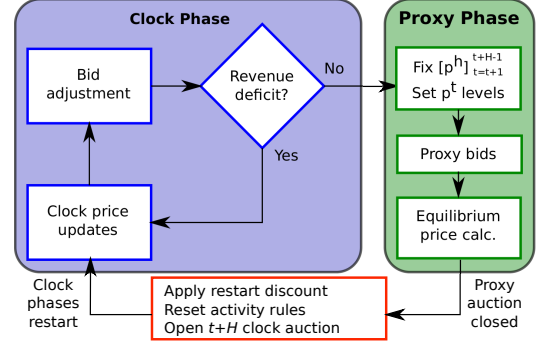 Clock Phase
Proxy Phase
Bid
adjustment
Revenue
deficit?
No
Yes
Clock price
updates
Fix [p^h]^{t+H-1}_{t=t+1}
Set p^t levels
Proxy bids
Equilibrium
price calc.
Clock
phases
restart
Apply restart discount
Reset activity rules
Open t+H clock auction
Proxy
auction
closed